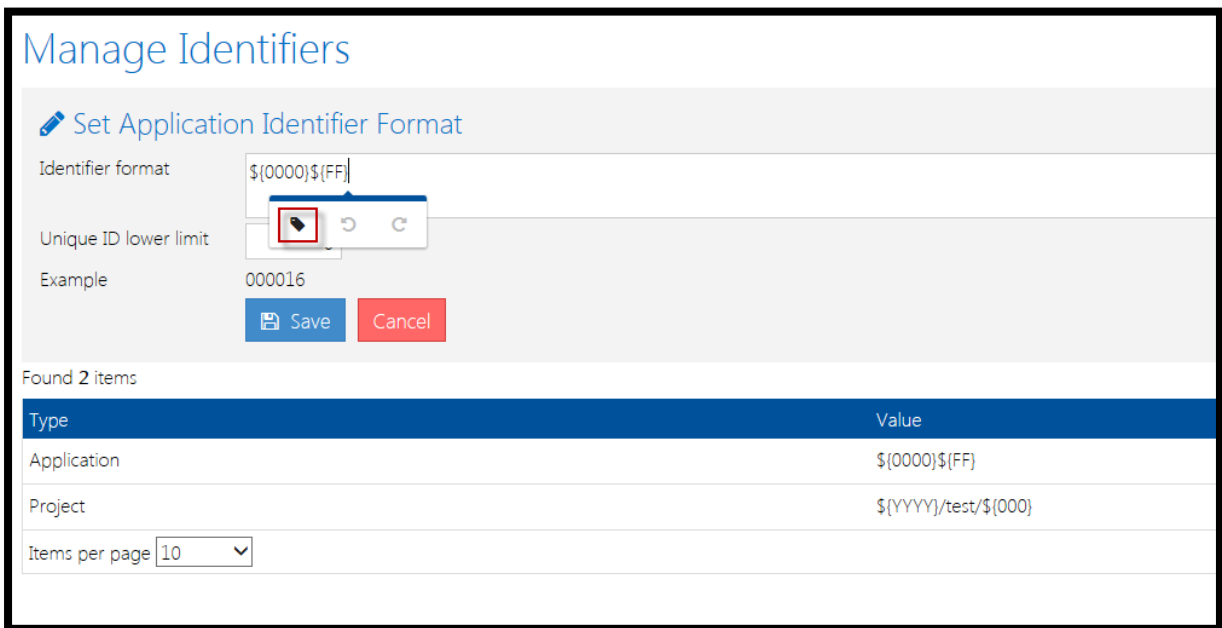 Manage Identifiers
Set Application Identifier Format
Identifier format ${0000}${FF}
Unique ID lower limit
Example 000016
Save Cancel
Found 2 items
Type Value
Application ${0000}${FF}
Project ${YYYY}/test/${000}
Items per page 10